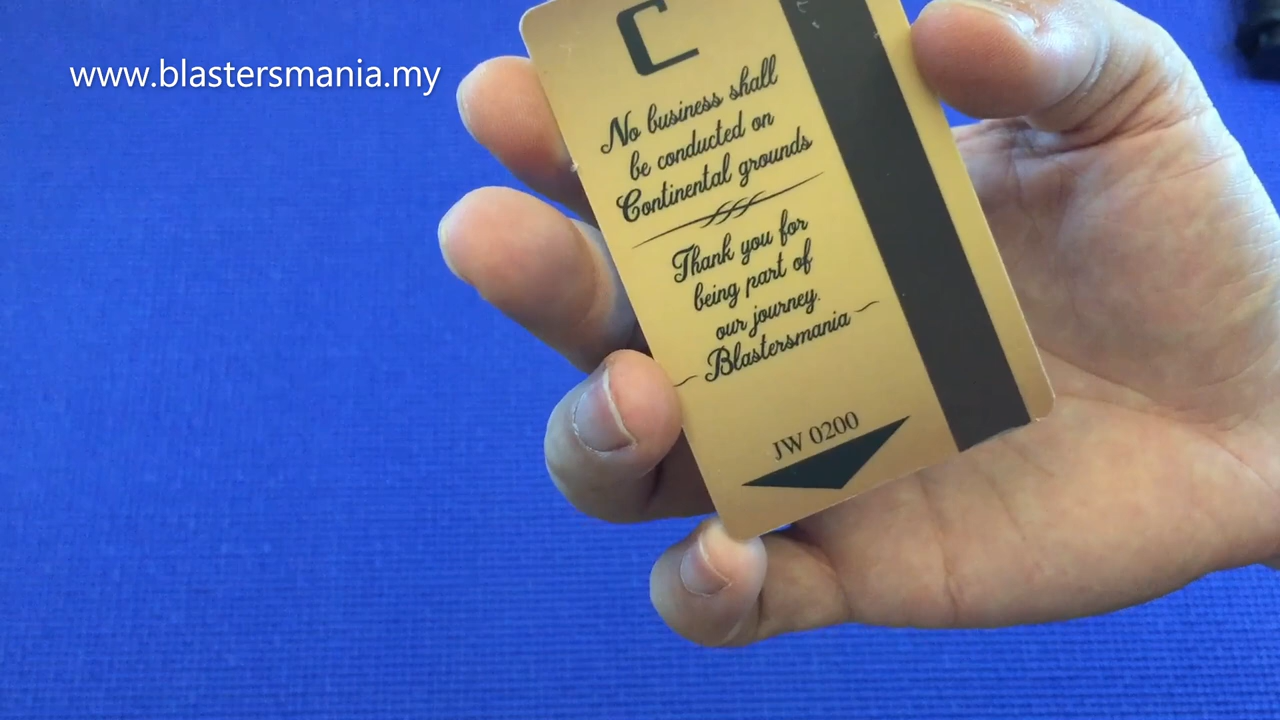 www.blastersmania.my
C
No business shall
be conducted on
Continental grounds
Thank you for
being part of
our journey.
Blastersmania
JW 0200